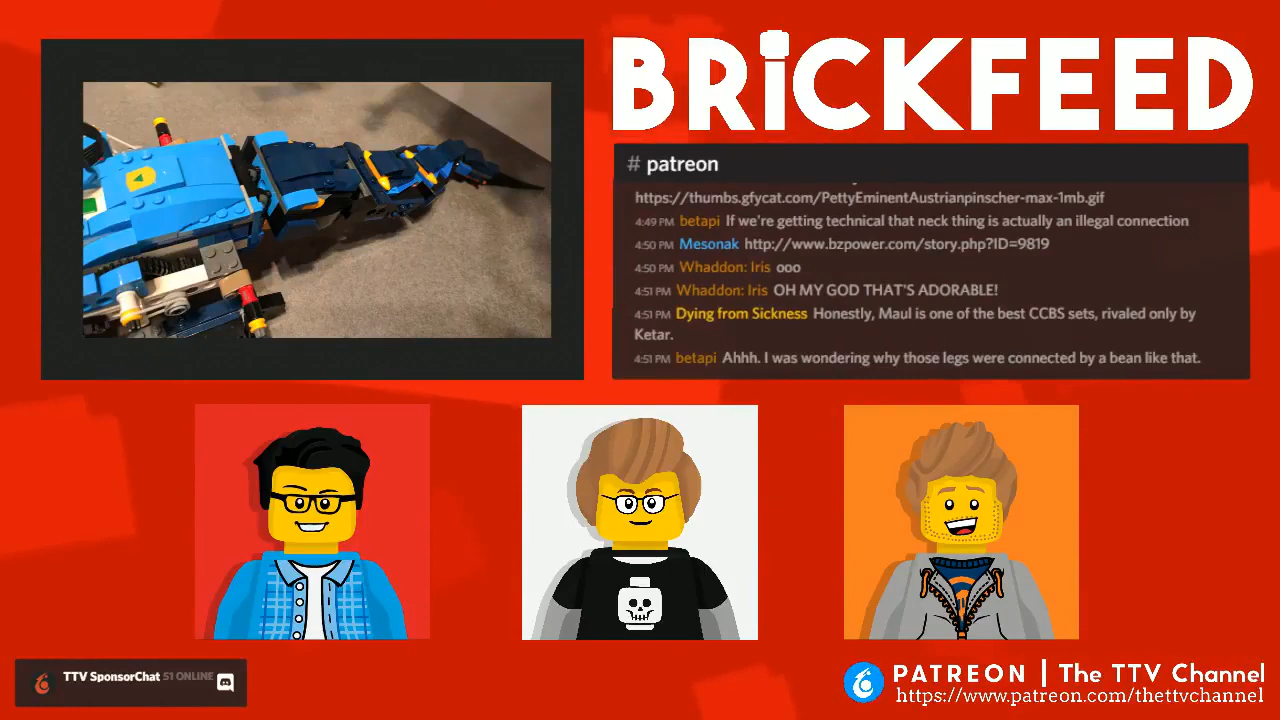 BRiCKFEED
# patreon
https://thumbs.gfycat.com/PettyEminentAustrianpinscher-max-1mb.gif
4:49 PM betapi If we're getting technical that neck thing is actually an illegal connection
4:50 PM Mesonak http://www.bzpower.com/story.php?ID=9819
4:50 PM Whaddon: Iris ooo
4:51 PM Whaddon: Iris OH MY GOD THAT'S ADORABLE!
4:51 PM Dying from Sickness Honestly, Maul is one of the best CCBS sets, rivaled only by
Ketar.
4:51 PM betapi Ahhh. I was wondering why those legs were connected by a bean like that.
TTV SponsorChat 51 ONLINE
PATREON | The TTV Channel
https://www.patreon.com/thettvchannel